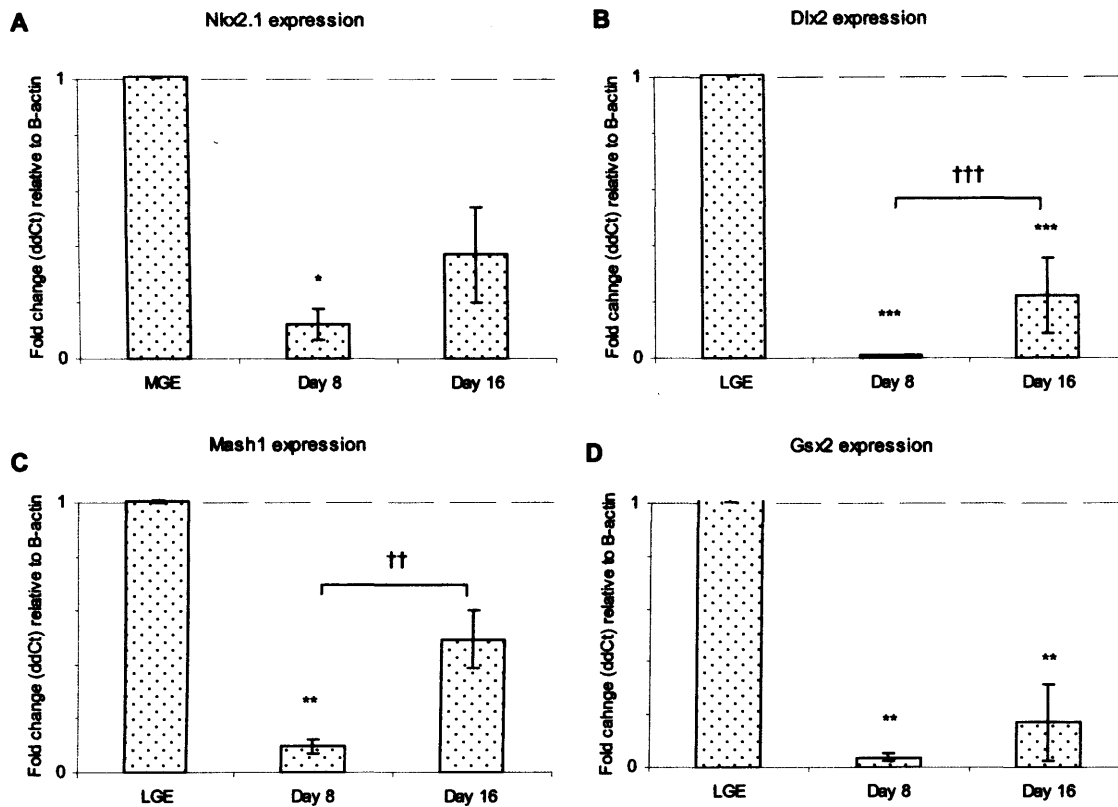 A
Nkx2.1 expression
Fold change (ddCt) relative to B-actin
1
0
*
MGE
Day 8
Day 16
B
Dlx2 expression
Fold cahnge (ddCt) relative to B-actin
1
0
†††
***
***
LGE
Day 8
Day 16
C
Mash1 expression
Fold change (ddCt) relative to B-actin
1
0
††
**
LGE
Day 8
Day 16
D
Gsx2 expression
Fold cahnge (ddCt) relative to B-actin
1
0
**
**
LGE
Day 8
Day 16